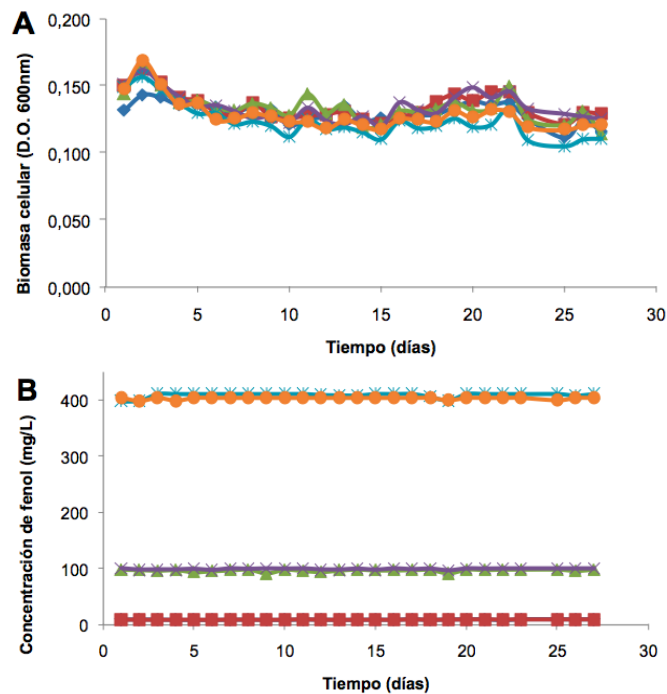 A
Biomasa celular (D.O. 600nm)
0,200
0,150
0,100
0,050
0,000
0 5 10 15 20 25 30
Tiempo (días)
B
Concentración de fenol (mg/L)
400
300
200
100
0
0 5 10 15 20 25 30
Tiempo (días)